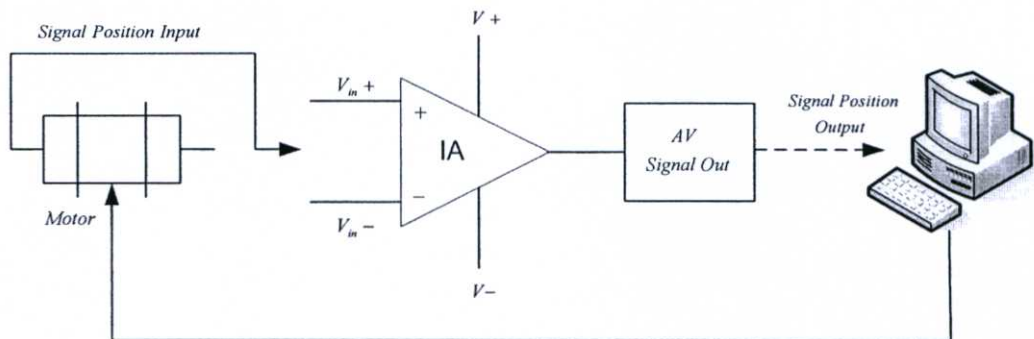 Signal Position Input
V +
V_in +
+
IA
−
V_in −
V−
AV
Signal Out
Signal Position
Output
Motor